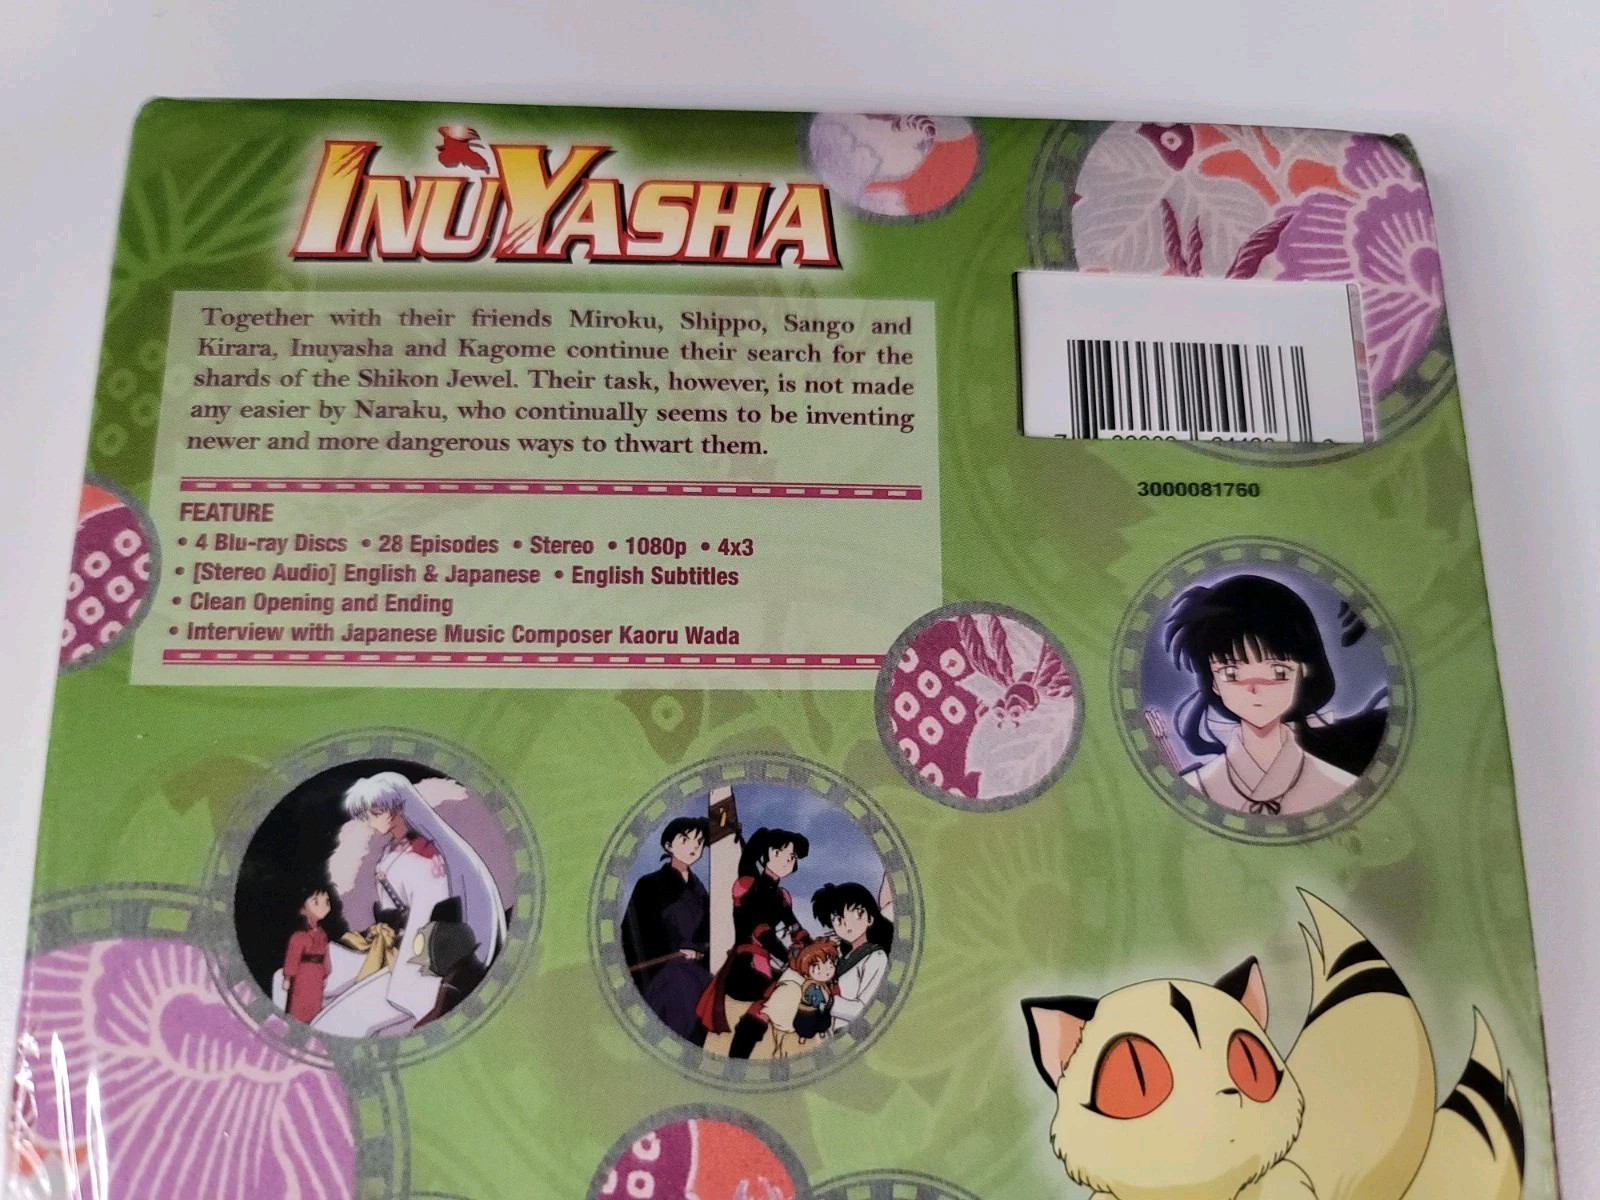 INUYASHA
Together with their friends Miroku, Shippo, Sango and
Kirara, Inuyasha and Kagome continue their search for the
shards of the Shikon Jewel. Their task, however, is not made
any easier by Naraku, who continually seems to be inventing
newer and more dangerous ways to thwart them.
FEATURE
• 4 Blu-ray Discs • 28 Episodes • Stereo • 1080p • 4x3
• [Stereo Audio] English & Japanese • English Subtitles
• Clean Opening and Ending
• Interview with Japanese Music Composer Kaoru Wada
3000081760